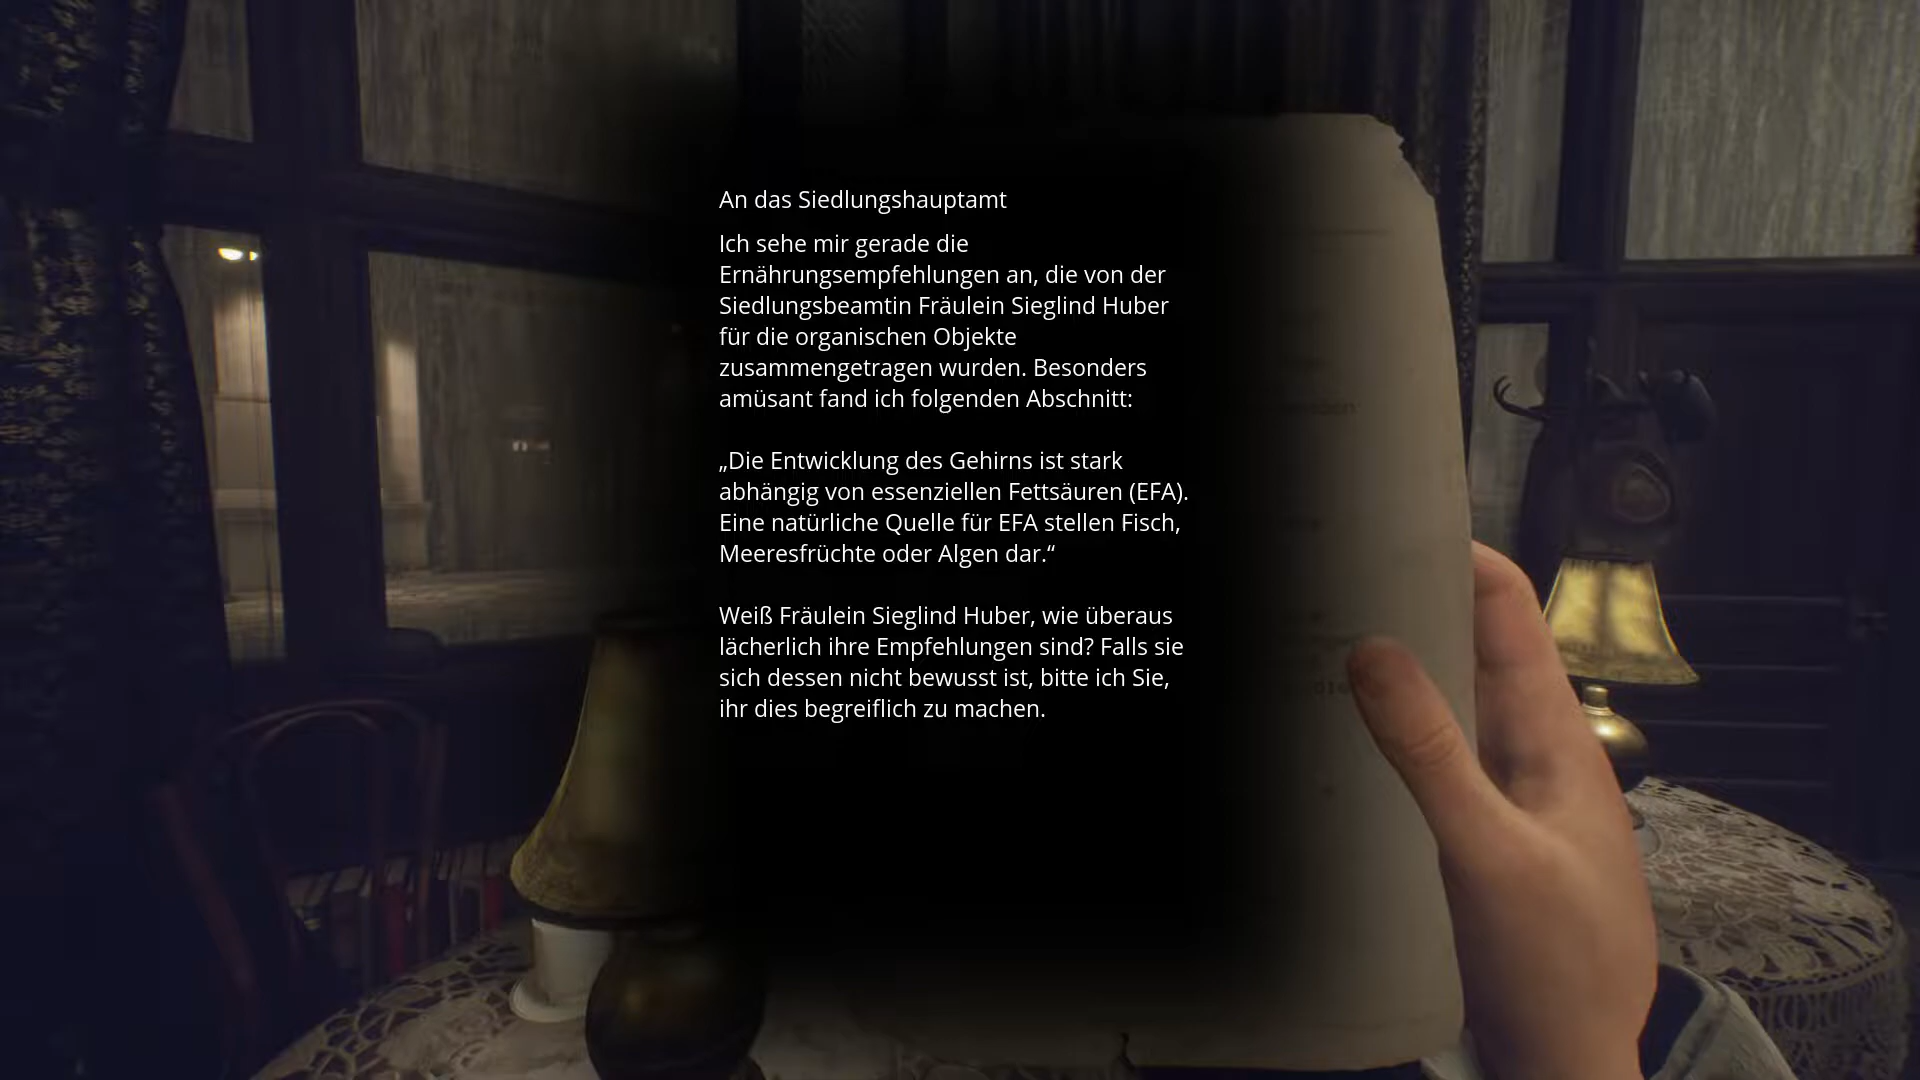 An das Siedlungshauptamt
Ich sehe mir gerade die
Ernährungsempfehlungen an, die von der
Siedlungsbeamtin Fräulein Sieglind Huber
für die organischen Objekte
zusammengetragen wurden. Besonders
amüsant fand ich folgenden Abschnitt:
„Die Entwicklung des Gehirns ist stark
abhängig von essenziellen Fettsäuren (EFA).
Eine natürliche Quelle für EFA stellen Fisch,
Meeresfrüchte oder Algen dar.“
Weiß Fräulein Sieglind Huber, wie überaus
lächerlich ihre Empfehlungen sind? Falls sie
sich dessen nicht bewusst ist, bitte ich Sie,
ihr dies begreiflich zu machen.